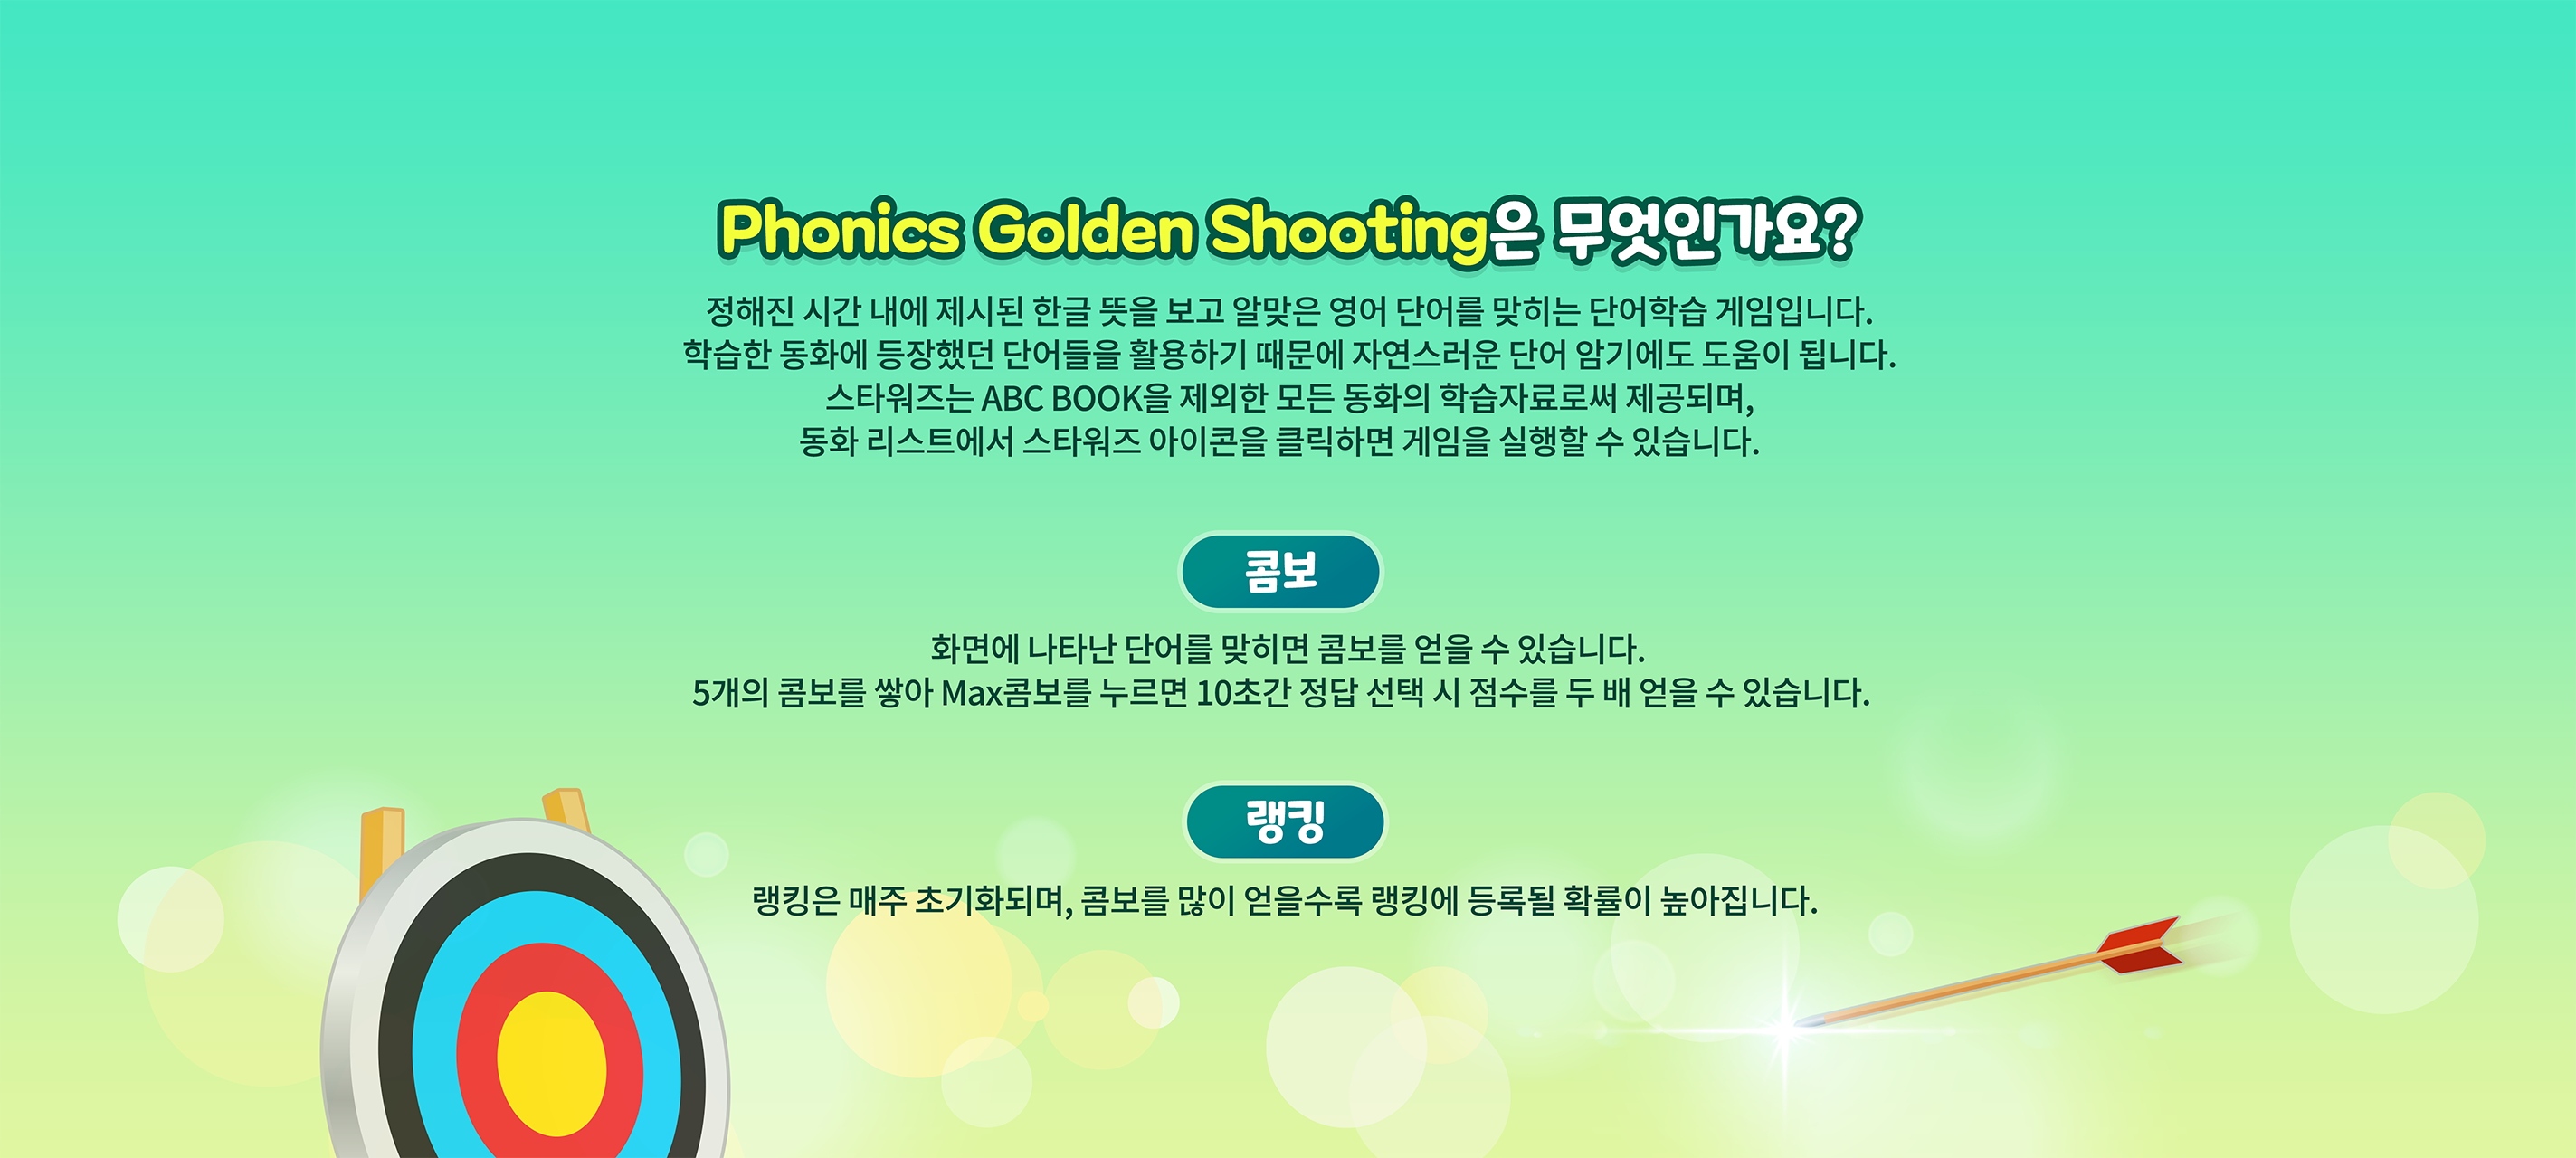 Phonics Golden Shooting은 무엇인가요?
정해진 시간 내에 제시된 한글 뜻을 보고 알맞은 영어 단어를 맞히는 단어학습 게임입니다.
학습한 동화에 등장했던 단어들을 활용하기 때문에 자연스러운 단어 암기에도 도움이 됩니다.
스타워즈는 ABC BOOK을 제외한 모든 동화의 학습자료로써 제공되며,
동화 리스트에서 스타워즈 아이콘을 클릭하면 게임을 실행할 수 있습니다.
콤보
화면에 나타난 단어를 맞히면 콤보를 얻을 수 있습니다.
5개의 콤보를 쌓아 Max콤보를 누르면 10초간 정답 선택 시 점수를 두 배 얻을 수 있습니다.
랭킹
랭킹은 매주 초기화되며, 콤보를 많이 얻을수록 랭킹에 등록될 확률이 높아집니다.